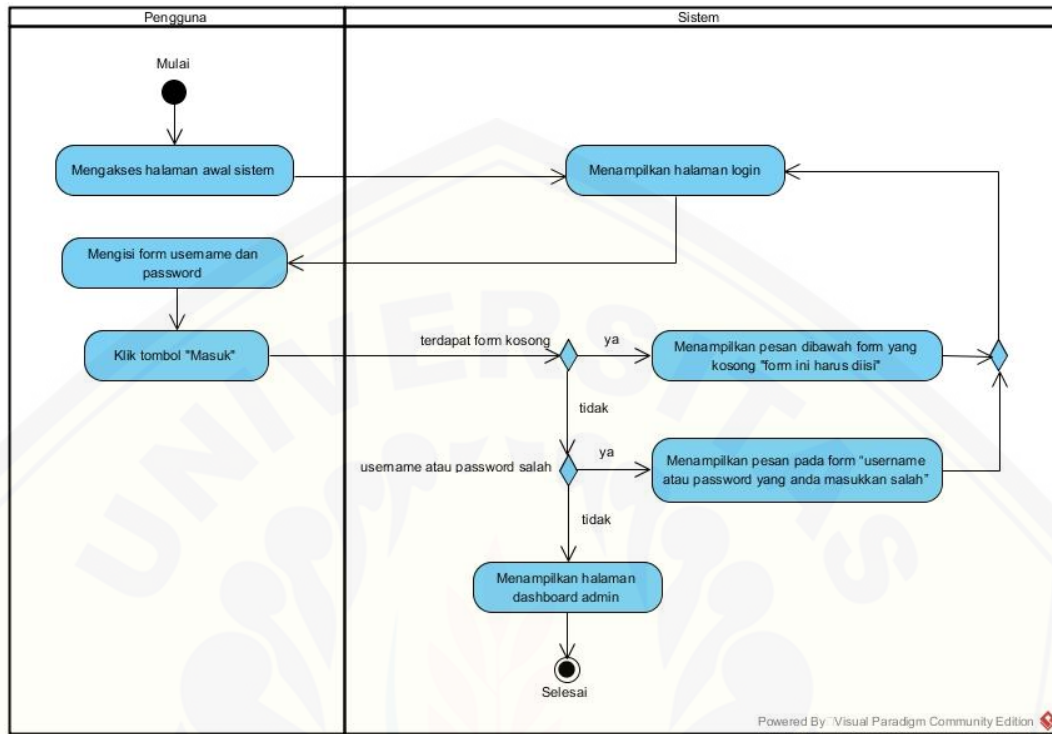 Pengguna
Sistem
Mulai
Mengakses halaman awal sistem
Menampilkan halaman login
Mengisi form username dan
password
Klik tombol "Masuk"
terdapat form kosong
ya
Menampilkan pesan dibawah form yang
kosong "form ini harus diisi"
tidak
username atau password salah
ya
Menampilkan pesan pada form “username
atau password yang anda masukkan salah”
tidak
Menampilkan halaman
dashboard admin
Selesai
UNIVERSITAS
Powered By Visual Paradigm Community Edition